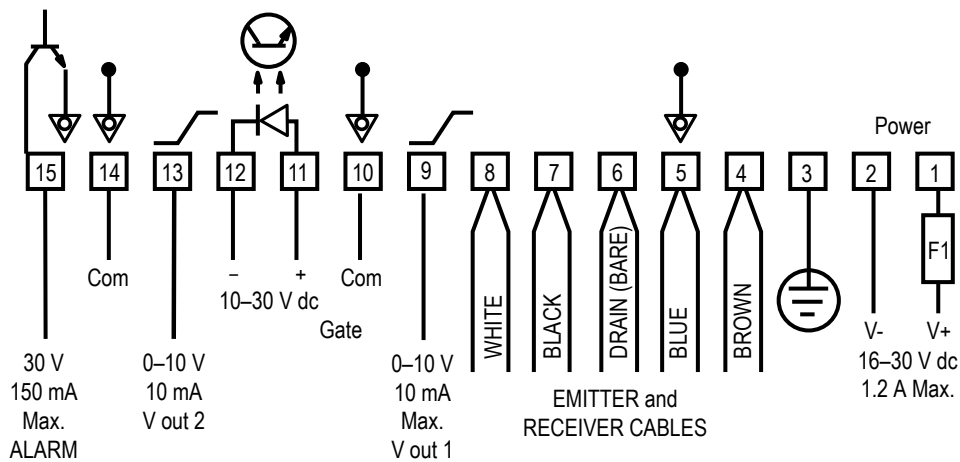 Power
15
14
13
12
11
10
9
8
7
6
5
4
3
2
1
F1
WHITE
BLACK
DRAIN (BARE)
BLUE
BROWN
Com
– +
10–30 V dc
Com
Gate
30 V
150 mA
Max.
ALARM
0–10 V
10 mA
V out 2
0–10 V
10 mA
Max.
V out 1
EMITTER and
RECEIVER CABLES
V- V+
16–30 V dc
1.2 A Max.